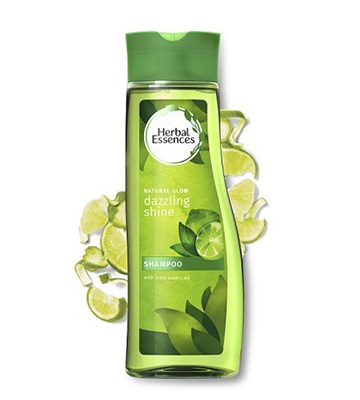 Herbal
Essences
NATURAL GLOW
dazzling
shine
SHAMPOO
with lime essences